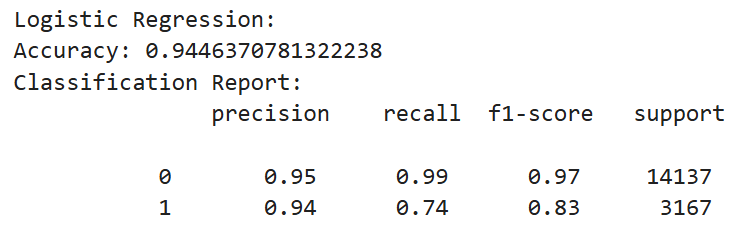 Logistic Regression:
Accuracy: 0.9446370781322238
Classification Report:
precision recall f1-score support
0 0.95 0.99 0.97 14137
1 0.94 0.74 0.83 3167